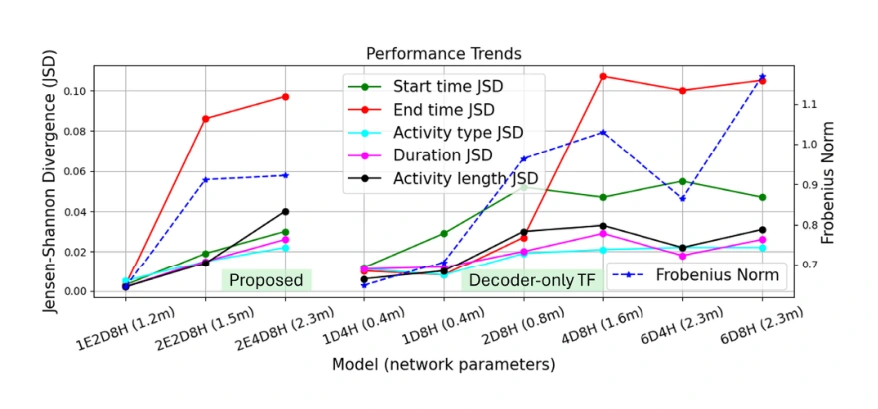 Performance Trends
Jensen-Shannon Divergence (JSD)
0.10
0.08
0.06
0.04
0.02
0.00
Start time JSD
End time JSD
Activity type JSD
Duration JSD
Activity length JSD
Proposed
Decoder-only TF
Frobenius Norm
1.1
1.0
0.9
0.8
0.7
Frobenius Norm
1E2D8H (1.2m)
2E2D8H (1.5m)
2E4D8H (2.3m)
1D4H (0.4m)
1D8H (0.4m)
2D8H (0.8m)
4D8H (1.6m)
6D4H (2.3m)
6D8H (2.3m)
Model (network parameters)